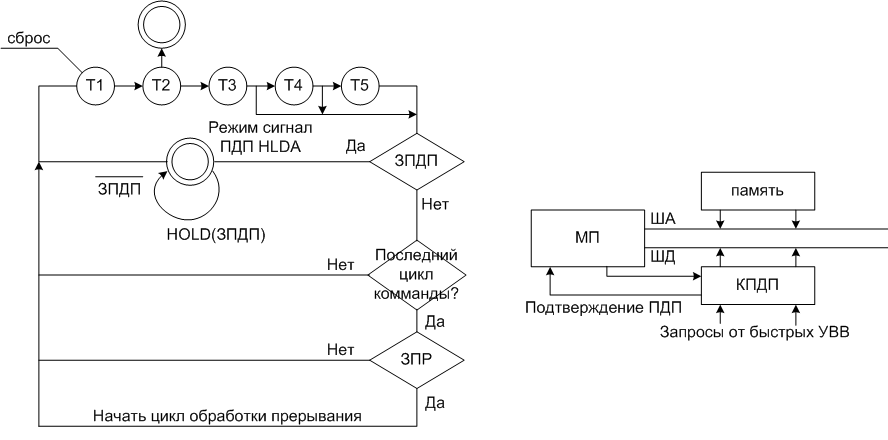 сброс
T1
T2
T3
T4
T5
Режим сигнал
ПДП HLDA
Да
ЗПДП
ЗПДП
HOLD(ЗПДП)
Нет
Нет
Последний
цикл
комманды?
Да
Нет
ЗПР
Да
Начать цикл обработки прерывания
память
ША
МП
ШД
КПДП
Подтверждение ПДП
Запросы от быстрых УВВ